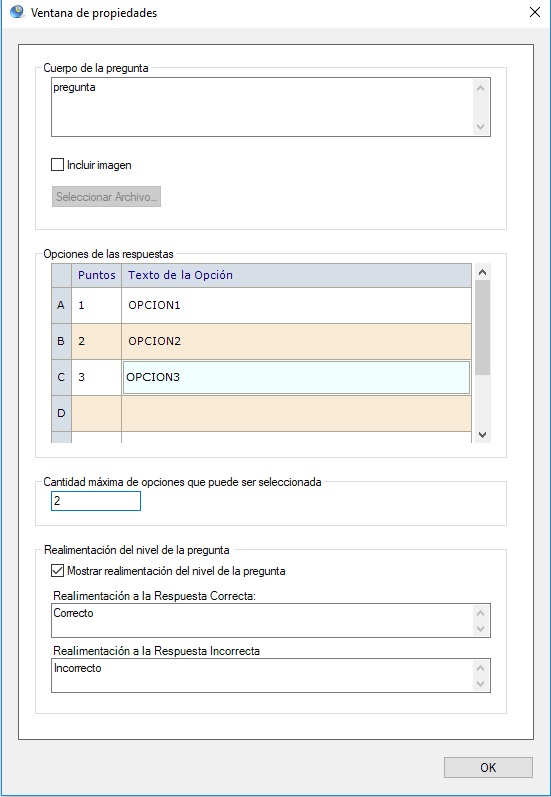 Ventana de propiedades
Cuerpo de la pregunta
pregunta
Incluir imagen
Seleccionar Archivo...
Opciones de las respuestas
Puntos Texto de la Opción
A 1 OPCION1
B 2 OPCION2
C 3 OPCION3
D
Cantidad máxima de opciones que puede ser seleccionada
2
Realimentación del nivel de la pregunta
Mostrar realimentación del nivel de la pregunta
Realimentación a la Respuesta Correcta:
Correcto
Realimentación a la Respuesta Incorrecta
Incorrecto
OK